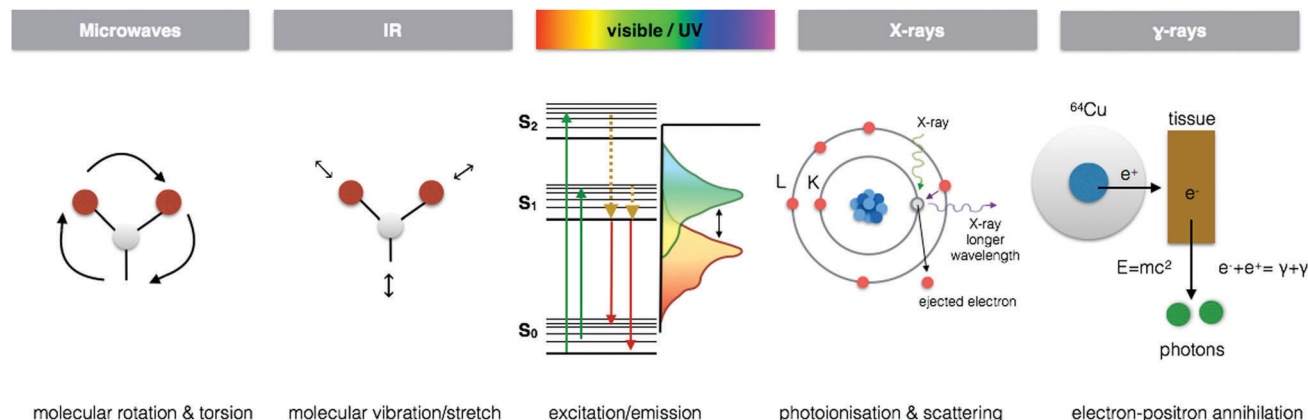 Microwaves
IR
visible / UV
X-rays
ɣ-rays
S₂
S₁
S₀
X-ray
L
K
X-ray
longer
wavelength
ejected electron
⁶⁴Cu
tissue
e⁺
e⁻
E=mc²
e⁻+e⁺= γ+γ
photons
molecular rotation & torsion
molecular vibration/stretch
excitation/emission
photoionisation & scattering
electron-positron annihilation